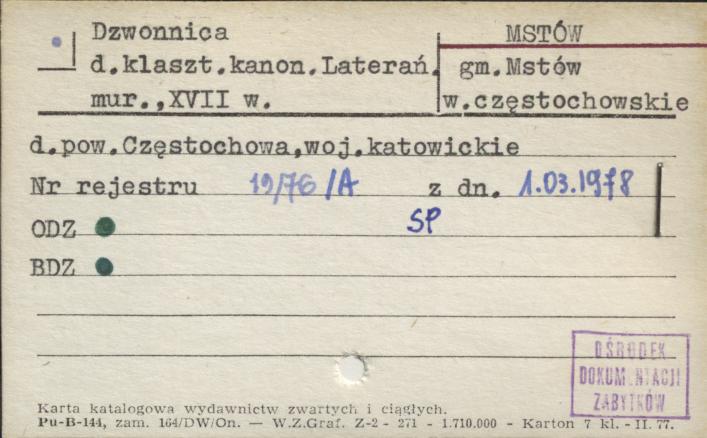 Dzwonnica
d.klaszt.kanon.Laterań.
mur.,XVII w.
MSTÓW
gm.Mstów
w.częstochowskie
d.pow.Częstochowa,woj.katowickie
Nr rejestru 19/76/A z dn. 1.03.1978
ODZ SP
BDZ
OŚRODEK
DOKUMENTACJI
ZABYTKÓW
Karta katalogowa wydawnictw zwartych i ciągłych.
Pu-B-144, zam. 164/DW/On. — W.Z.Graf. Z-2 - 271 - 1.710.000 - Karton 7 kl. - II. 77.